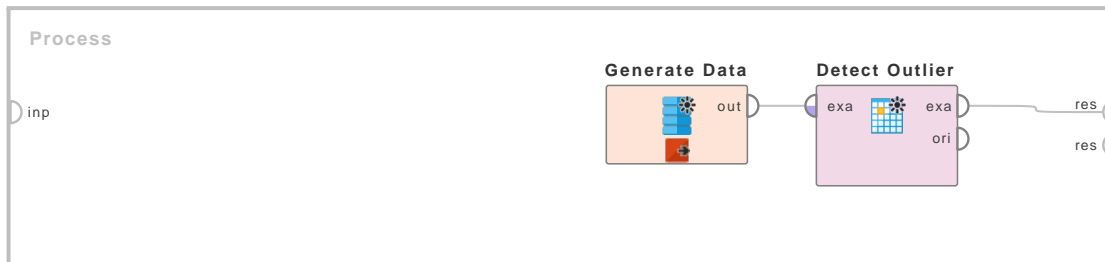 Process
Generate Data
Detect Outlier
inp
out
exa
exa
res
ori
res